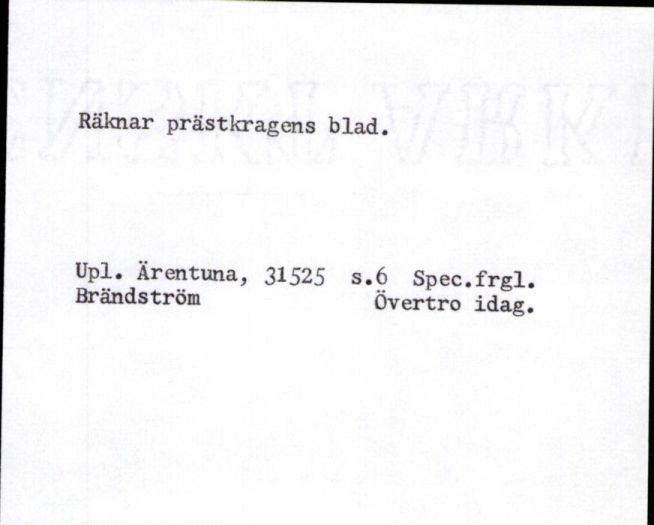 Räknar prästkragens blad.
Upl. Ärentuna, 31525 s.6 Spec.frgl.
Brändström Övertro idag.